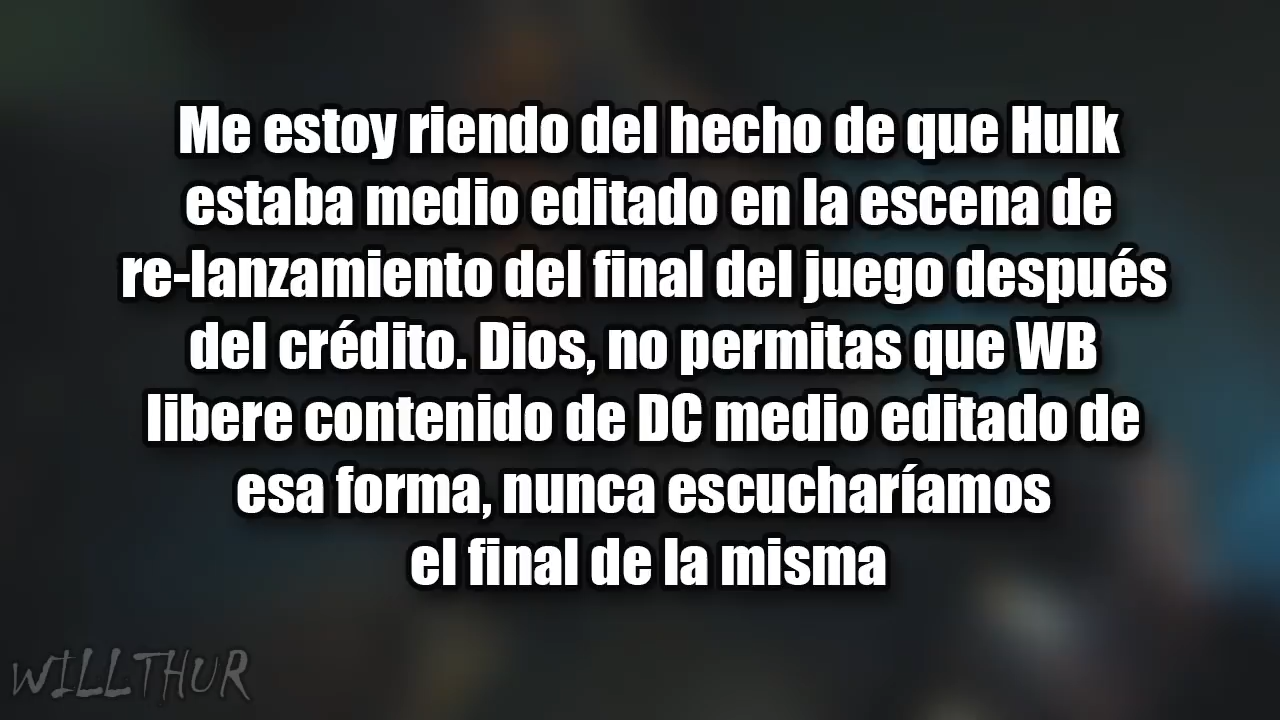 Me estoy riendo del hecho de que Hulk
estaba medio editado en la escena de
re-lanzamiento del final del juego después
del crédito. Dios, no permitas que WB
libere contenido de DC medio editado de
esa forma, nunca escucharíamos
el final de la misma
WILLTHUR